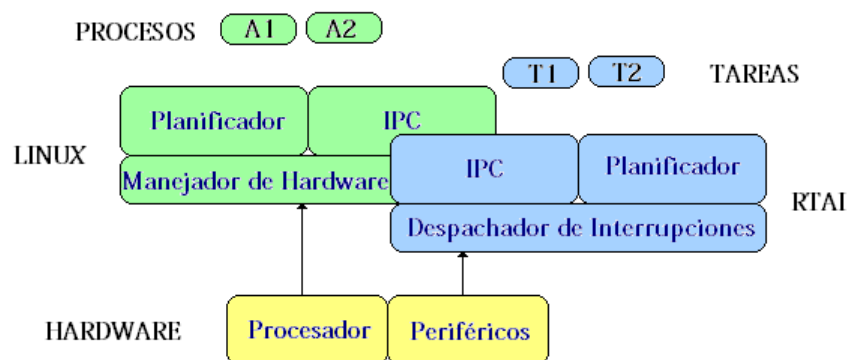 PROCESOS A1 A2
T1 T2 TAREAS
Planificador IPC
LINUX
IPC Planificador
Manejador de Hardware
RTAI
Despachador de Interrupciones
HARDWARE Procesador Periféricos